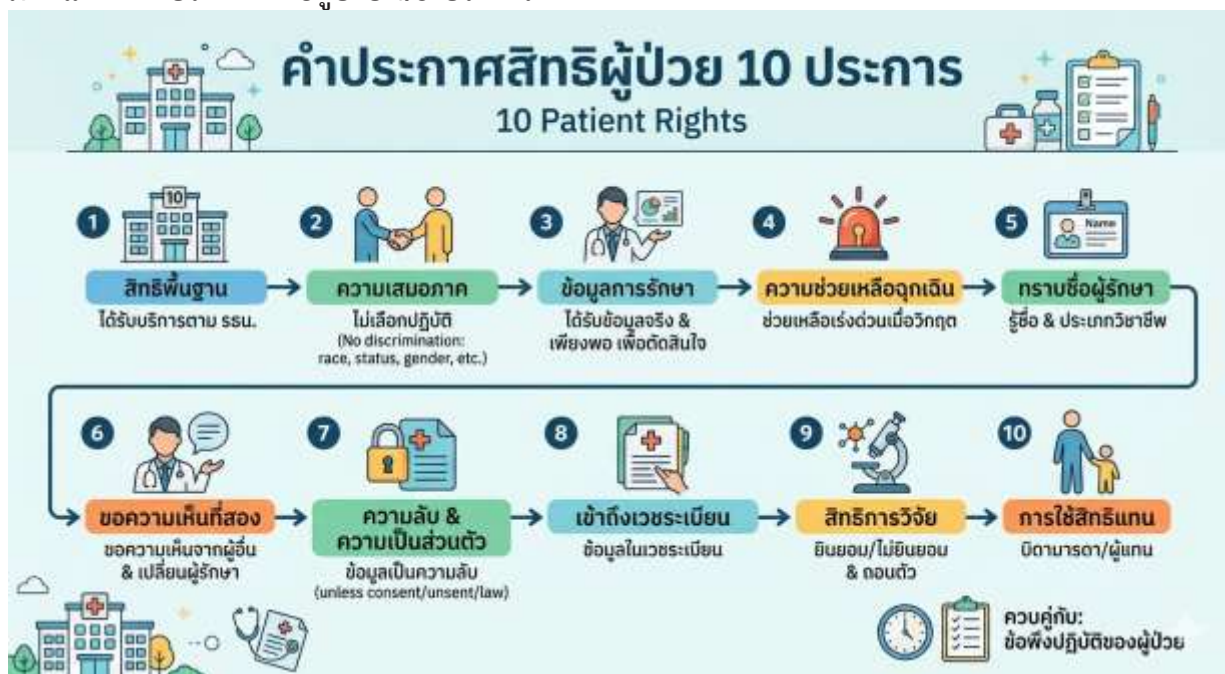 คำประกาศสิทธิผู้ป่วย 10 ประการ
10 Patient Rights
1
10
สิทธิพื้นฐาน
ได้รับบริการตาม รธน.
2
ความเสมอภาค
ไม่เลือกปฏิบัติ
(No discrimination:
race, status, gender, etc.)
3
ข้อมูลการรักษา
ได้รับข้อมูลจริง &
เพียงพอ เพื่อตัดสินใจ
4
ความช่วยเหลือฉุกเฉิน
ช่วยเหลือเร่งด่วนเมื่อวิกฤต
5
Name
ทราบชื่อผู้รักษา
รู้ชื่อ & ประเภทวิชาชีพ
6
ขอความเห็นที่สอง
ขอความเห็นจากผู้อื่น
& เปลี่ยนผู้รักษา
7
ความลับ &
ความเป็นส่วนตัว
ข้อมูลเป็นความลับ
(unless consent/unsent/law)
8
เข้าถึงเวชระเบียน
ข้อมูลในเวชระเบียน
9
สิทธิการวิจัย
ยินยอม/ไม่ยินยอม
& ถอนตัว
10
การใช้สิทธิแทน
บิดามารดา/ผู้แทน
ควบคู่กับ:
ข้อพึงปฏิบัติของผู้ป่วย